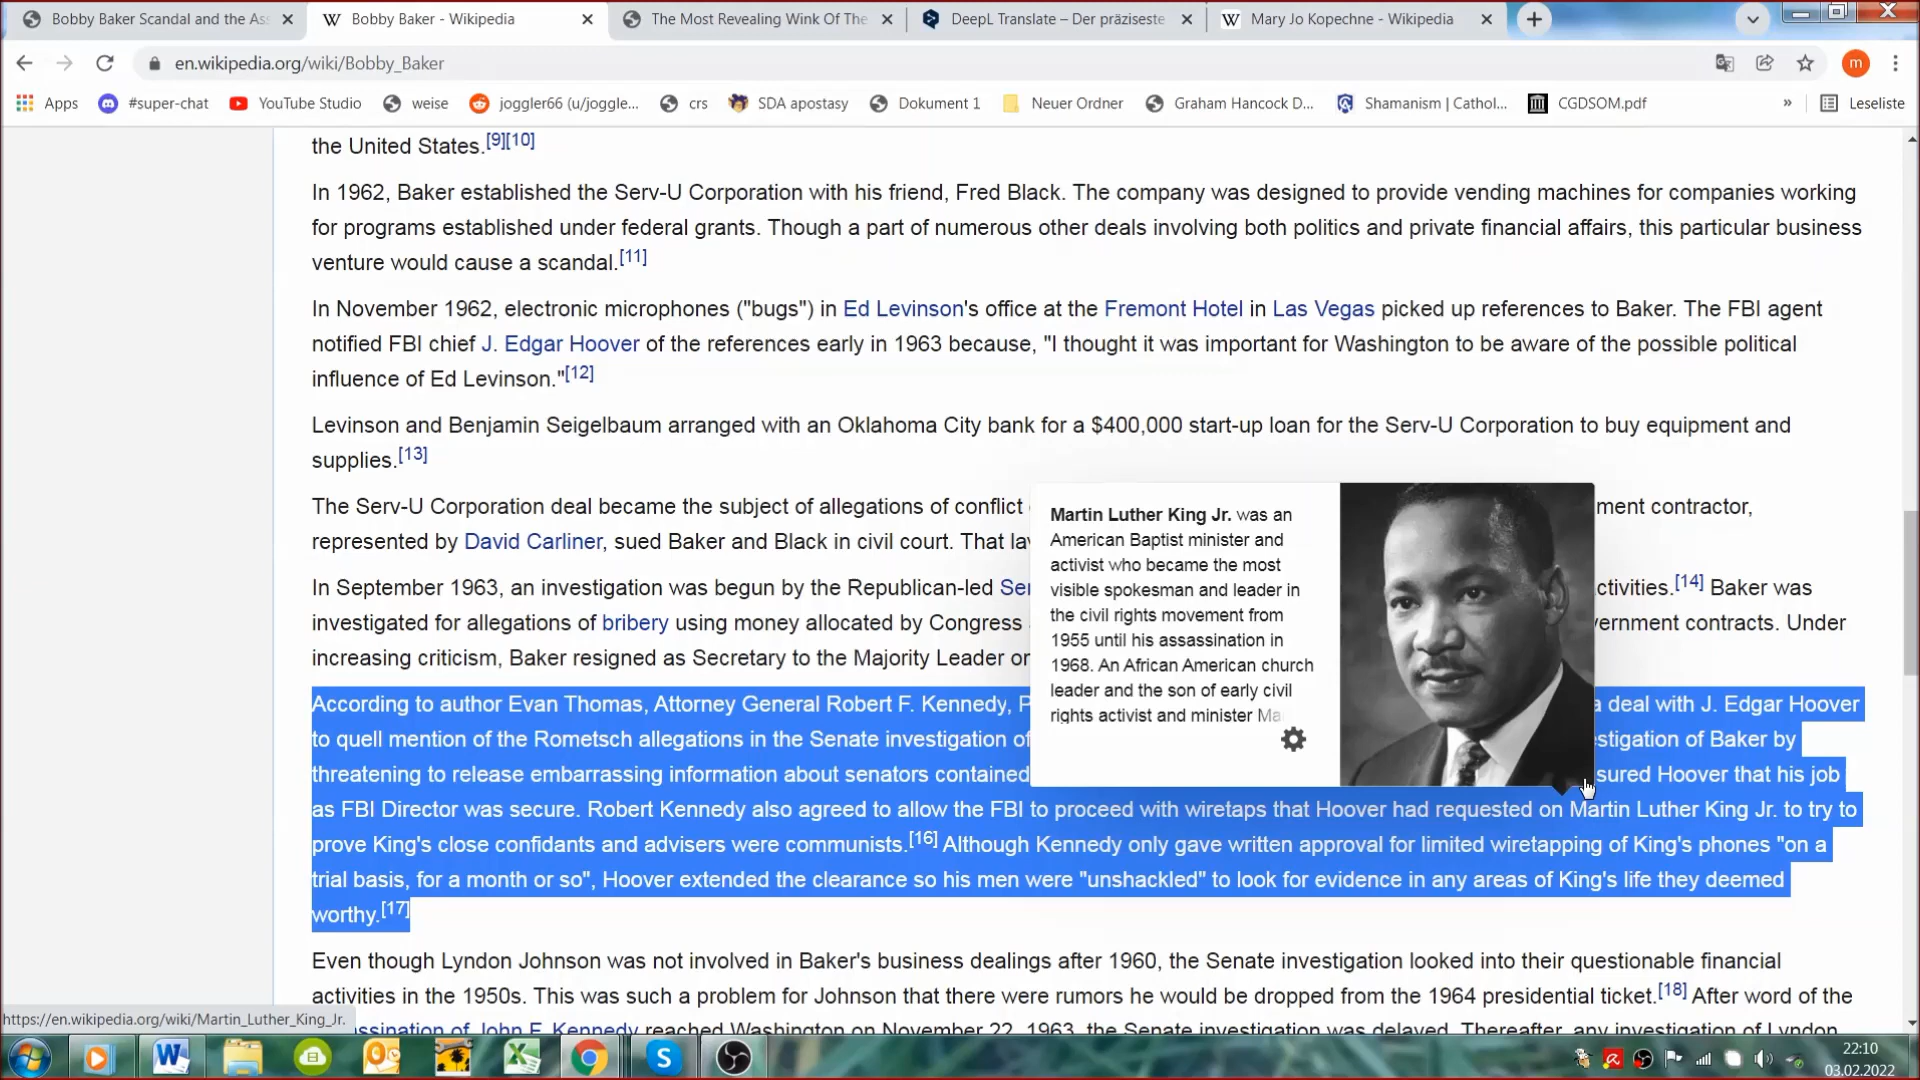 Bobby Baker Scandal and the Ass
Bobby Baker - Wikipedia
The Most Revealing Wink Of The
DeepL Translate – Der präziseste
Mary Jo Kopechne - Wikipedia
en.wikipedia.org/wiki/Bobby_Baker
m
Apps
#super-chat
YouTube Studio
weise
joggler66 (u/joggle...
crs
SDA apostasy
Dokument 1
Neuer Ordner
Graham Hancock D...
Shamanism | Cathol...
CGDSOM.pdf
»
Leseliste
the United States.[9][10]
In 1962, Baker established the Serv-U Corporation with his friend, Fred Black. The company was designed to provide vending machines for companies working
for programs established under federal grants. Though a part of numerous other deals involving both politics and private financial affairs, this particular business
venture would cause a scandal.[11]
In November 1962, electronic microphones ("bugs") in Ed Levinson's office at the Fremont Hotel in Las Vegas picked up references to Baker. The FBI agent
notified FBI chief J. Edgar Hoover of the references early in 1963 because, "I thought it was important for Washington to be aware of the possible political
influence of Ed Levinson."[12]
Levinson and Benjamin Seigelbaum arranged with an Oklahoma City bank for a $400,000 start-up loan for the Serv-U Corporation to buy equipment and
supplies.[13]
The Serv-U Corporation deal became the subject of allegations of conflict
ment contractor,
represented by David Carliner, sued Baker and Black in civil court. That la
In September 1963, an investigation was begun by the Republican-led Se
ctivities.[14] Baker was
investigated for allegations of bribery using money allocated by Congress
vernment contracts. Under
increasing criticism, Baker resigned as Secretary to the Majority Leader o
Martin Luther King Jr. was an
American Baptist minister and
activist who became the most
visible spokesman and leader in
the civil rights movement from
1955 until his assassination in
1968. An African American church
leader and the son of early civil
rights activist and minister Ma
According to author Evan Thomas, Attorney General Robert F. Kennedy, P
a deal with J. Edgar Hoover
to quell mention of the Rometsch allegations in the Senate investigation of
stigation of Baker by
threatening to release embarrassing information about senators contained
sured Hoover that his job
as FBI Director was secure. Robert Kennedy also agreed to allow the FBI to proceed with wiretaps that Hoover had requested on Martin Luther King Jr. to try to
prove King's close confidants and advisers were communists.[16] Although Kennedy only gave written approval for limited wiretapping of King's phones "on a
trial basis, for a month or so", Hoover extended the clearance so his men were "unshackled" to look for evidence in any areas of King's life they deemed
worthy.[17]
Even though Lyndon Johnson was not involved in Baker's business dealings after 1960, the Senate investigation looked into their questionable financial
activities in the 1950s. This was such a problem for Johnson that there were rumors he would be dropped from the 1964 presidential ticket.[18] After word of the
https://en.wikipedia.org/wiki/Martin_Luther_King_Jr.
ssination of John F. Kennedy reached Washington on November 22, 1963, the Senate investigation was delayed. Thereafter, any investigation of Lyndon
22:10
03.02.2022